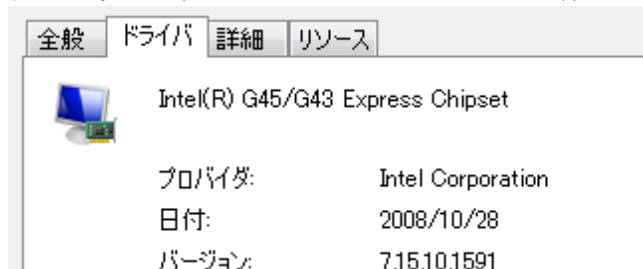 全般 ドライバ 詳細 リソース
Intel(R) G45/G43 Express Chipset
プロバイダ: Intel Corporation
日付: 2008/10/28
バージョン: 7.15.10.1591